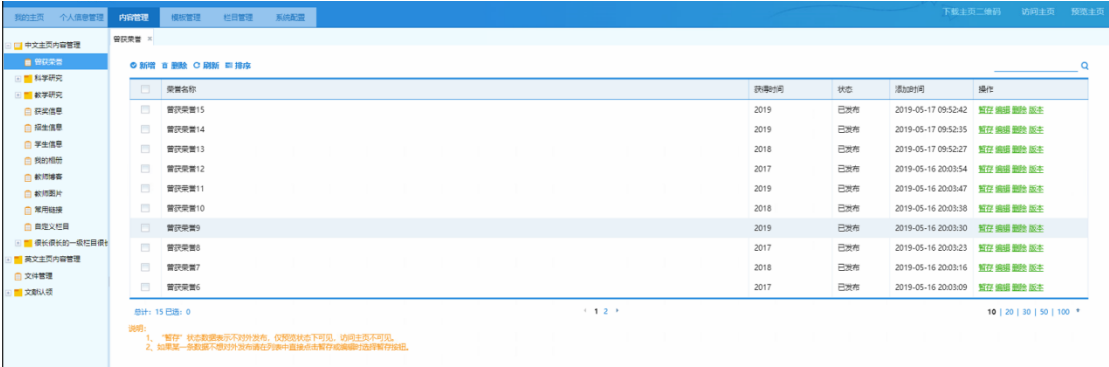 我的主页 个人信息管理 内容管理 模板管理 栏目管理 系统配置 下载主页二维码 访问主页 预览主页
中文主页内容管理
曾获荣誉
科学研究
教学研究
获奖信息
招生信息
学生信息
我的相册
教师博客
教师图片
常用链接
自定义栏目
很长很长的一级栏目很长
英文主页内容管理
文件管理
文献认领
曾获荣誉 ×
新增 删除 刷新 排序
荣誉名称 获得时间 状态 添加时间 操作
曾获荣誉15 2019 已发布 2019-05-17 09:52:42 暂存 编辑 删除 版本
曾获荣誉14 2019 已发布 2019-05-17 09:52:35 暂存 编辑 删除 版本
曾获荣誉13 2018 已发布 2019-05-17 09:52:27 暂存 编辑 删除 版本
曾获荣誉12 2017 已发布 2019-05-16 20:03:54 暂存 编辑 删除 版本
曾获荣誉11 2019 已发布 2019-05-16 20:03:47 暂存 编辑 删除 版本
曾获荣誉10 2018 已发布 2019-05-16 20:03:38 暂存 编辑 删除 版本
曾获荣誉9 2019 已发布 2019-05-16 20:03:30 暂存 编辑 删除 版本
曾获荣誉8 2017 已发布 2019-05-16 20:03:23 暂存 编辑 删除 版本
曾获荣誉7 2018 已发布 2019-05-16 20:03:16 暂存 编辑 删除 版本
曾获荣誉6 2017 已发布 2019-05-16 20:03:09 暂存 编辑 删除 版本
总计: 15 已选: 0 1 2 10 | 20 | 30 | 50 | 100
说明:
1、“暂存”状态数据表示不对外发布，仅预览状态下可见，访问主页不可见。
2、如果某一条数据不想对外发布请在列表中直接点击暂存或编辑时选择暂存按钮。